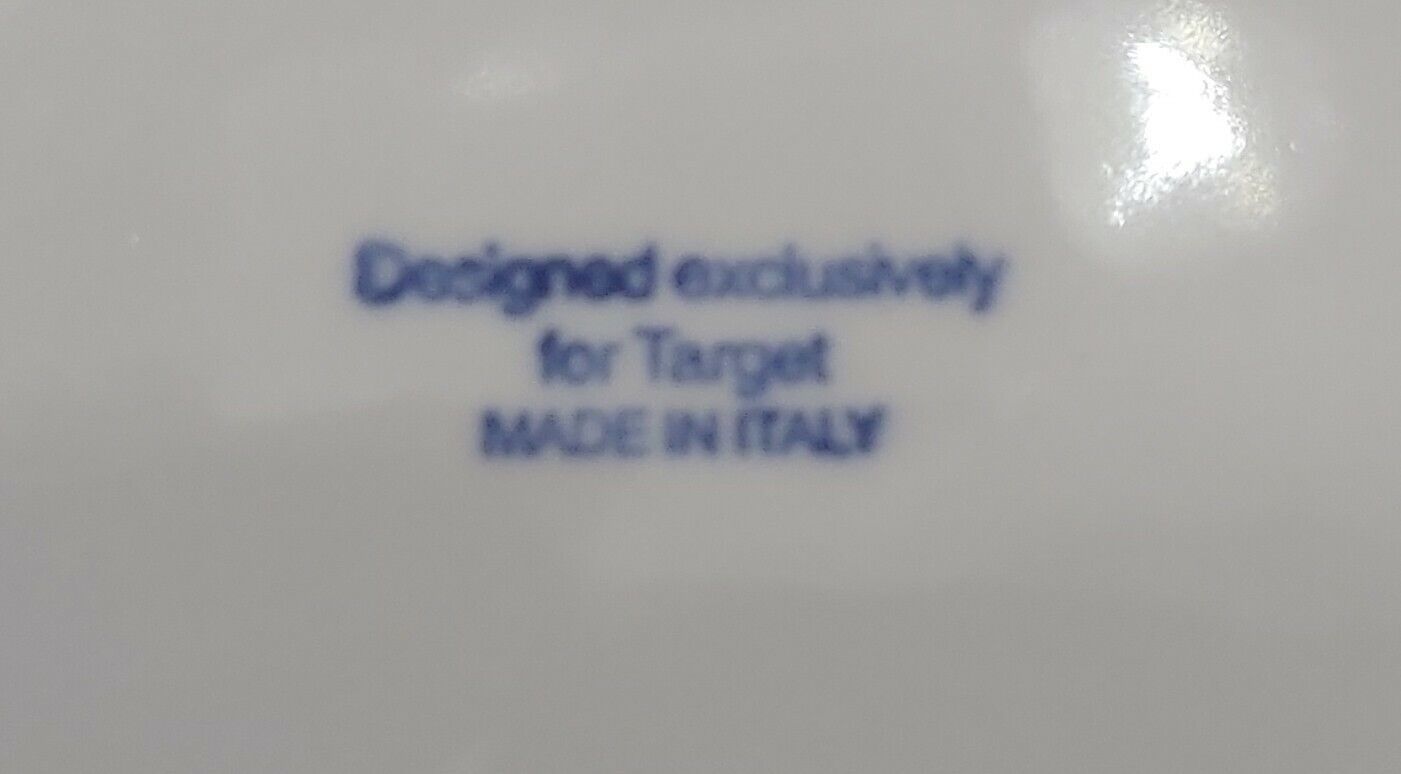 Designed exclusively
for Target
MADE IN ITALY